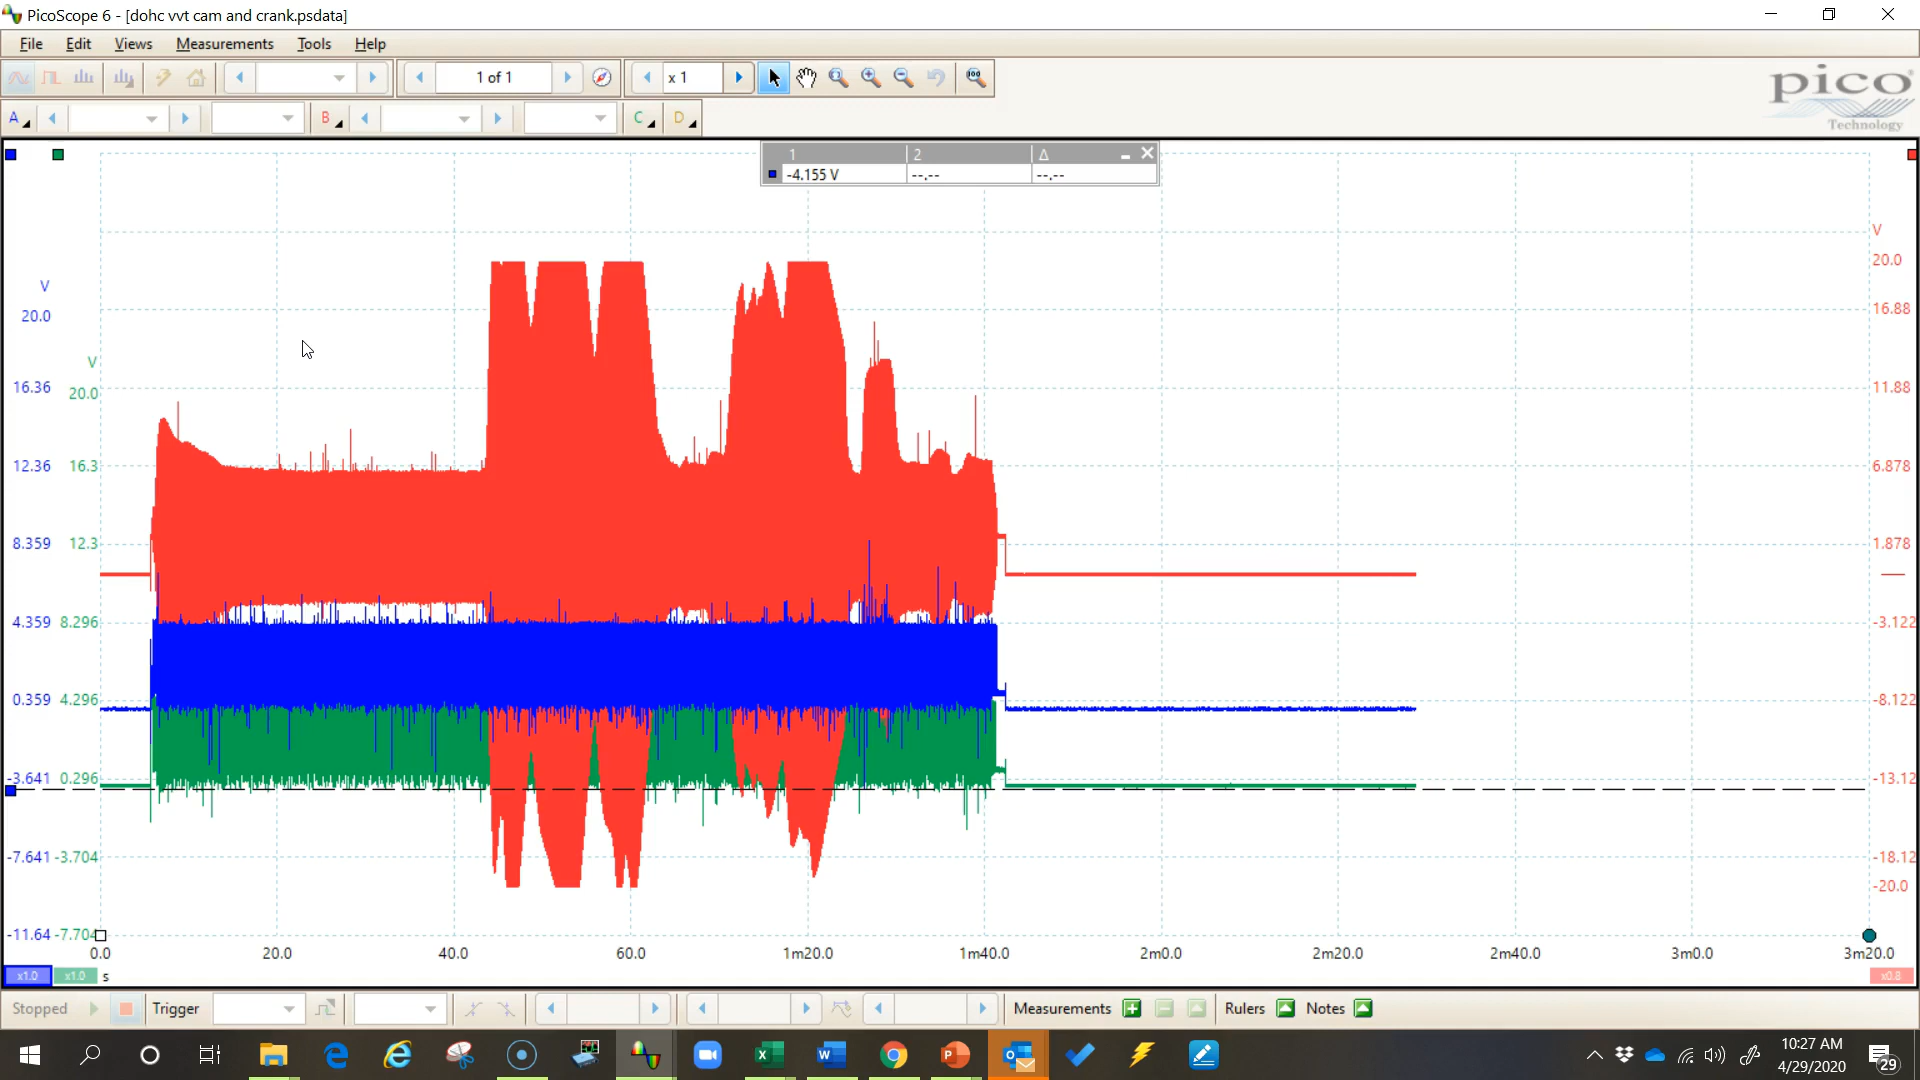 PicoScope 6 - [dohc vvt cam and crank.psdata]
File Edit Views Measurements Tools Help
1 of 1 x 1
pico
Technology
A B C D
1 2 Δ
-4.155 V --.-- --.--
V
20.0
V
20.0
V
20.0
16.88
16.36 11.88
12.36 16.3 6.878
8.359 12.3 1.878
4.359 8.296 -3.122
0.359 4.296 -8.122
-3.641 0.296 -13.12
-7.641 -3.704 -18.12
-20.0
-11.64 -7.704
0.0 20.0 40.0 60.0 1m20.0 1m40.0 2m0.0 2m20.0 2m40.0 3m0.0 3m20.0
x1.0 x1.0 s x0.8
Stopped Trigger Measurements Rulers Notes
10:27 AM
4/29/2020
29